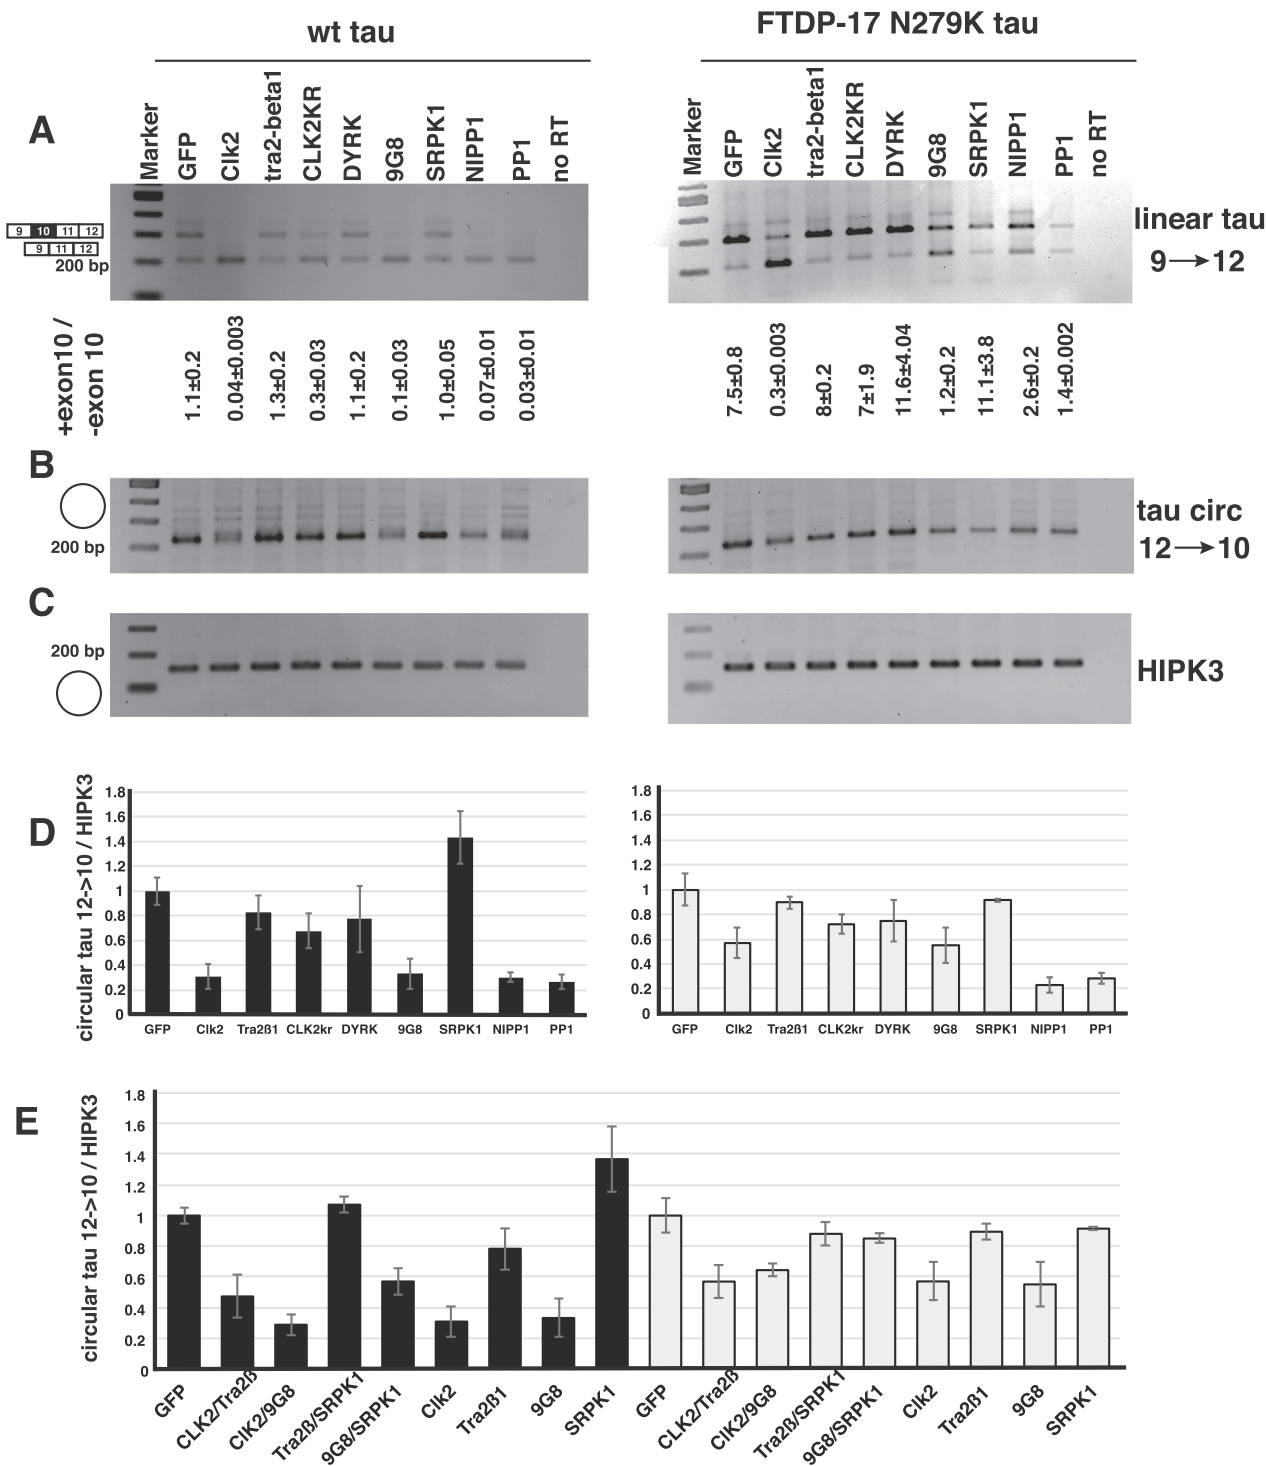 wt tau
FTDP-17 N279K tau
A
Marker
GFP
Clk2
tra2-beta1
CLK2KR
DYRK
9G8
SRPK1
NIPP1
PP1
no RT
Marker
GFP
Clk2
tra2-beta1
CLK2KR
DYRK
9G8
SRPK1
NIPP1
PP1
no RT
9 10 11 12
9 11 12
200 bp
linear tau
9→12
+exon10 /
-exon 10
1.1±0.2
0.04±0.003
1.3±0.2
0.3±0.03
1.1±0.2
0.1±0.03
1.0±0.05
0.07±0.01
0.03±0.01
7.5±0.8
0.3±0.003
8±0.2
7±1.9
11.6±4.04
1.2±0.2
11.1±3.8
2.6±0.2
1.4±0.002
B
200 bp
tau circ
12→10
C
200 bp
HIPK3
D
circular tau 12->10 / HIPK3
1.8
1.6
1.4
1.2
1
0.8
0.6
0.4
0.2
0
GFP Clk2 Tra2ß1 CLK2kr DYRK 9G8 SRPK1 NIPP1 PP1
1.8
1.6
1.4
1.2
1
0.8
0.6
0.4
0.2
0
GFP Clk2 Tra2ß1 CLK2kr DYRK 9G8 SRPK1 NIPP1 PP1
E
circular tau 12->10 / HIPK3
1.8
1.6
1.4
1.2
1
0.8
0.6
0.4
0.2
0
GFP
CLK2/Tra2ß
ClK2/9G8
Tra2ß/SRPK1
9G8/SRPK1
Clk2
Tra2ß1
9G8
SRPK1
GFP
CLK2/Tra2ß
ClK2/9G8
Tra2ß/SRPK1
9G8/SRPK1
Clk2
Tra2ß1
9G8
SRPK1